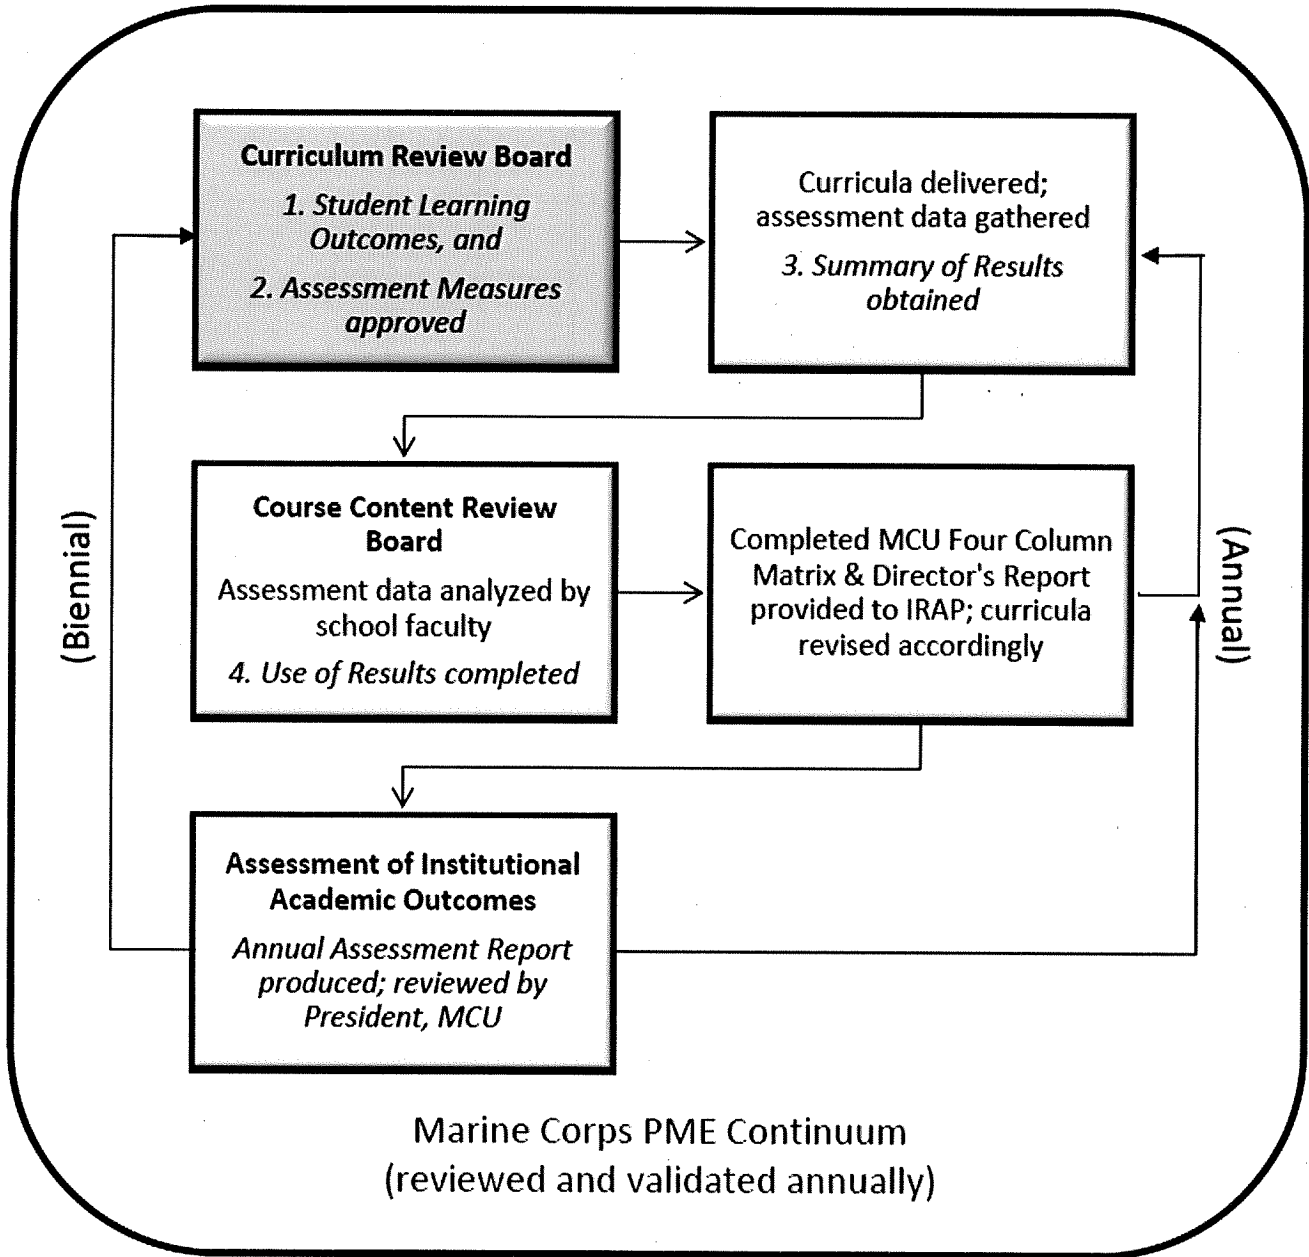 Curriculum Review Board
1. Student Learning
Outcomes, and
2. Assessment Measures
approved
Curricula delivered;
assessment data gathered
3. Summary of Results
obtained
(Biennial)
Course Content Review
Board
Assessment data analyzed by
school faculty
4. Use of Results completed
Completed MCU Four Column
Matrix & Director's Report
provided to IRAP; curricula
revised accordingly
(Annual)
Assessment of Institutional
Academic Outcomes
Annual Assessment Report
produced; reviewed by
President, MCU
Marine Corps PME Continuum
(reviewed and validated annually)